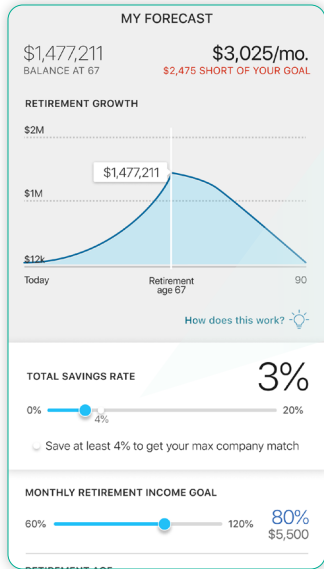 MY FORECAST
$1,477,211 $3,025/mo.
BALANCE AT 67 $2,475 SHORT OF YOUR GOAL
RETIREMENT GROWTH
$2M
$1,477,211
$1M
$12k
Today Retirement 90
age 67
How does this work?
TOTAL SAVINGS RATE 3%
0% 20%
4%
Save at least 4% to get your max company match
MONTHLY RETIREMENT INCOME GOAL
60% 120% 80%
$5,500
RETIREMENT AGE